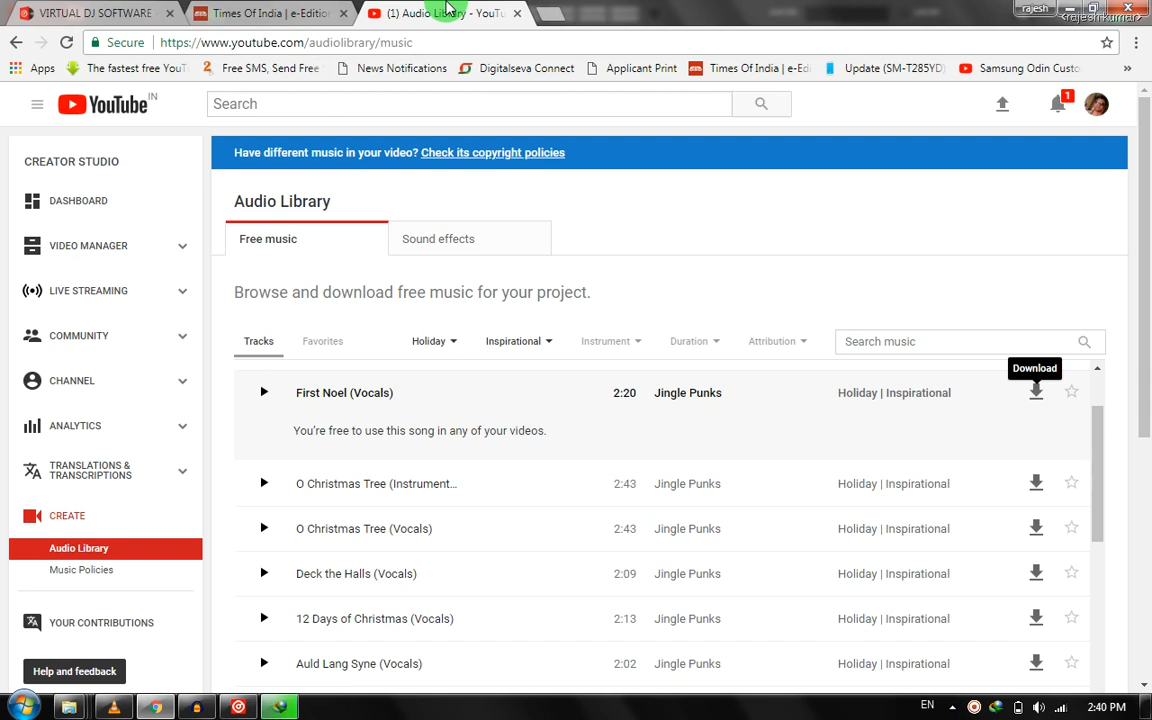 VIRTUAL DJ SOFTWARE -
Times Of India | e-Edition
(1) Audio Library - YouTu
rajesh
<rajesh kumar>
Secure
https://www.youtube.com/audiolibrary/music
Apps
The fastest free YouT
Free SMS, Send Free
News Notifications
Digitalseva Connect
Applicant Print
Times Of India | e-Ed
Update (SM-T285YD)
Samsung Odin Custo
»
YouTube IN
Search
1
CREATOR STUDIO
DASHBOARD
VIDEO MANAGER
LIVE STREAMING
COMMUNITY
CHANNEL
ANALYTICS
TRANSLATIONS &
TRANSCRIPTIONS
CREATE
Audio Library
Music Policies
YOUR CONTRIBUTIONS
Help and feedback
Have different music in your video? Check its copyright policies
Audio Library
Free music
Sound effects
Browse and download free music for your project.
Tracks Favorites Holiday Inspirational Instrument Duration Attribution Search music
Download
First Noel (Vocals) 2:20 Jingle Punks Holiday | Inspirational
You're free to use this song in any of your videos.
O Christmas Tree (Instrument... 2:43 Jingle Punks Holiday | Inspirational
O Christmas Tree (Vocals) 2:43 Jingle Punks Holiday | Inspirational
Deck the Halls (Vocals) 2:09 Jingle Punks Holiday | Inspirational
12 Days of Christmas (Vocals) 2:13 Jingle Punks Holiday | Inspirational
Auld Lang Syne (Vocals) 2:02 Jingle Punks Holiday | Inspirational
EN
2:40 PM